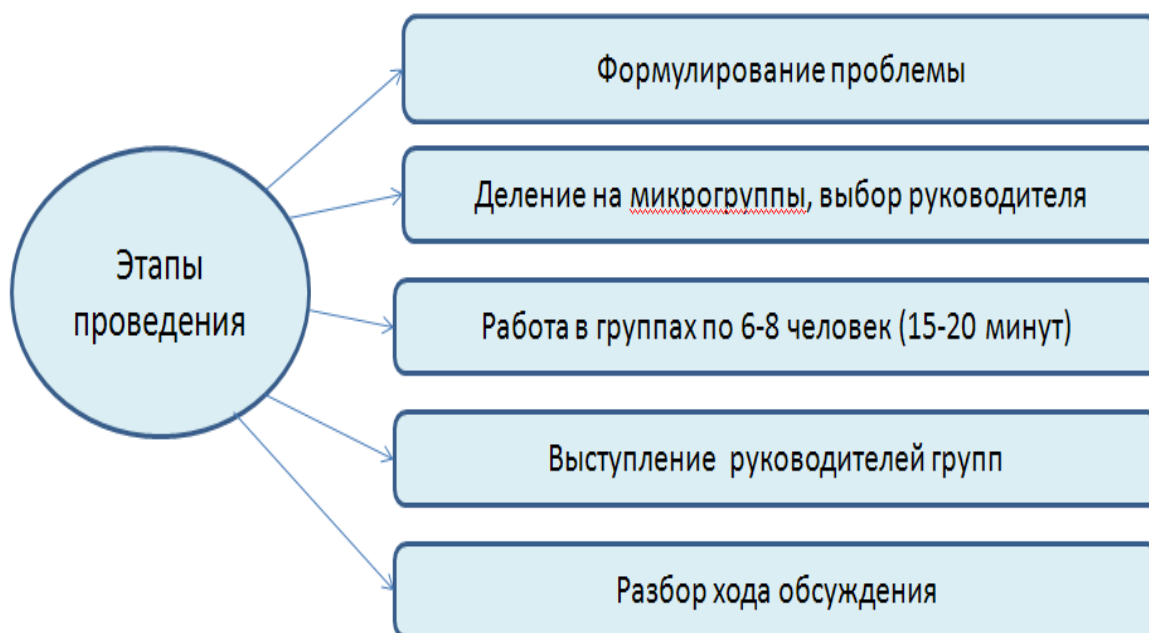 Формулирование проблемы
Деление на микрогруппы, выбор руководителя
Этапы
проведения
Работа в группах по 6-8 человек (15-20 минут)
Выступление руководителей групп
Разбор хода обсуждения